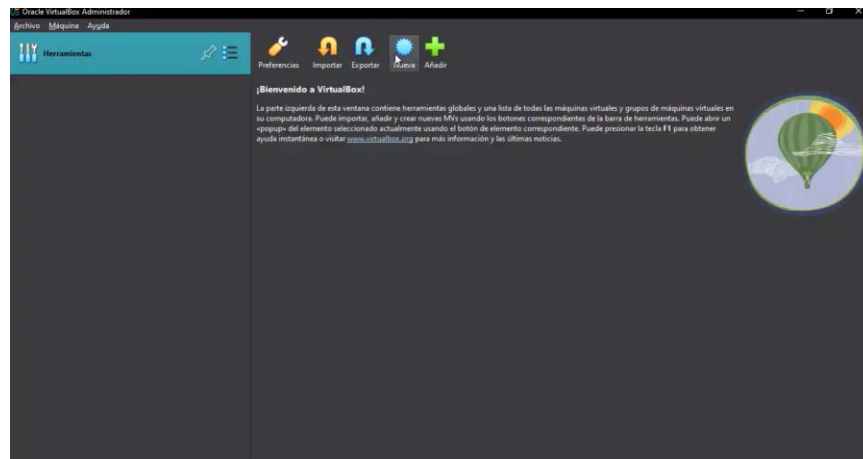 Oracle VirtualBox Administrador
Archivo Máquina Ayuda
Herramientas
Preferencias Importar Exportar Nueva Añadir
¡Bienvenido a VirtualBox!
La parte izquierda de esta ventana contiene herramientas globales y una lista de todas las máquinas virtuales y grupos de máquinas virtuales en
su computadora. Puede importar, añadir y crear nuevas MVs usando los botones correspondientes de la barra de herramientas. Puede abrir un
«popup» del elemento seleccionado actualmente usando el botón de elemento correspondiente. Puede presionar la tecla F1 para obtener
ayuda instantánea o visitar www.virtualbox.org para más información y las últimas noticias.